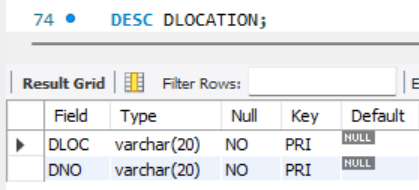 74 DESC DLOCATION;
Result Grid Filter Rows: E
Field Type Null Key Default
DLOC varchar(20) NO PRI NULL
DNO varchar(20) NO PRI NULL